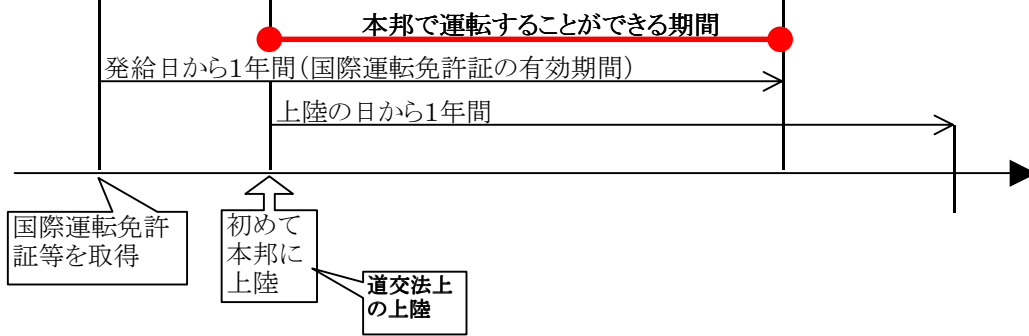 本邦で運転することができる期間
発給日から１年間（国際運転免許証の有効期間）
上陸の日から１年間
国際運転免許
証等を取得
初めて
本邦に
上陸
道交法上
の上陸